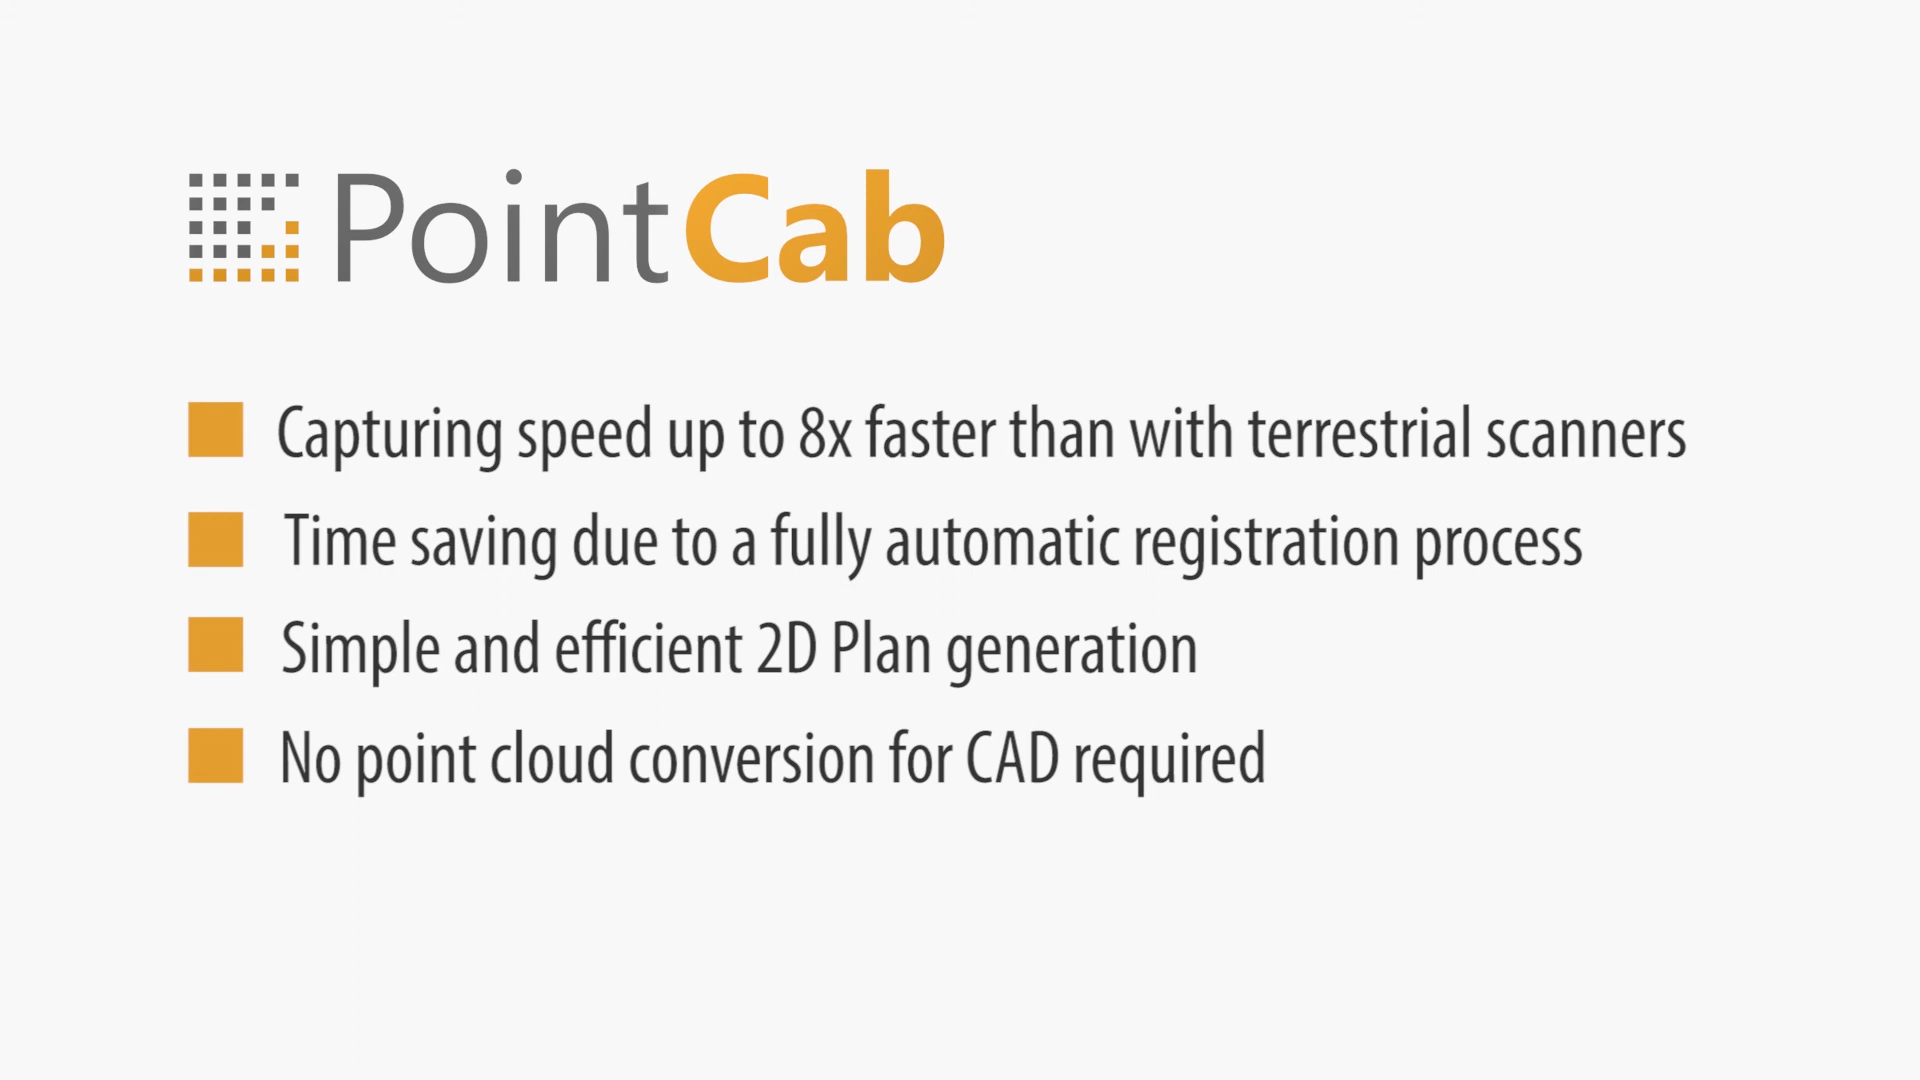 PointCab
Capturing speed up to 8x faster than with terrestrial scanners
Time saving due to a fully automatic registration process
Simple and efficient 2D Plan generation
No point cloud conversion for CAD required